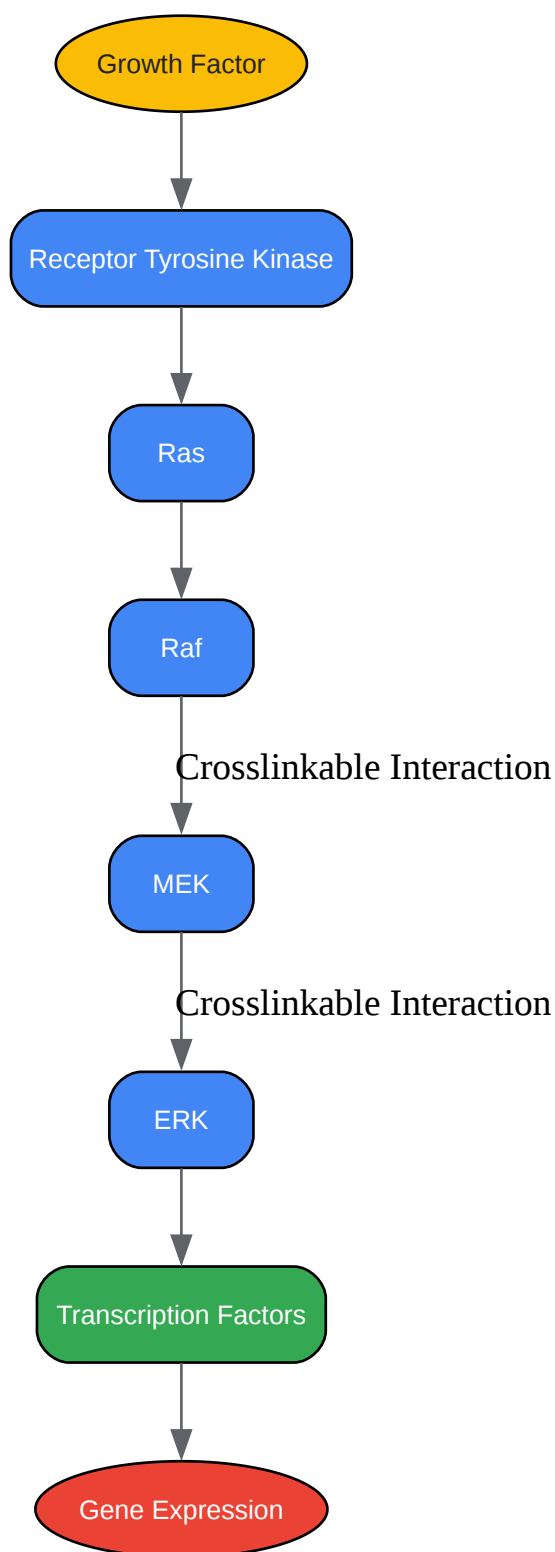 Growth Factor
Receptor Tyrosine Kinase
Ras
Raf
Crosslinkable Interaction
MEK
Crosslinkable Interaction
ERK
Transcription Factors
Gene Expression